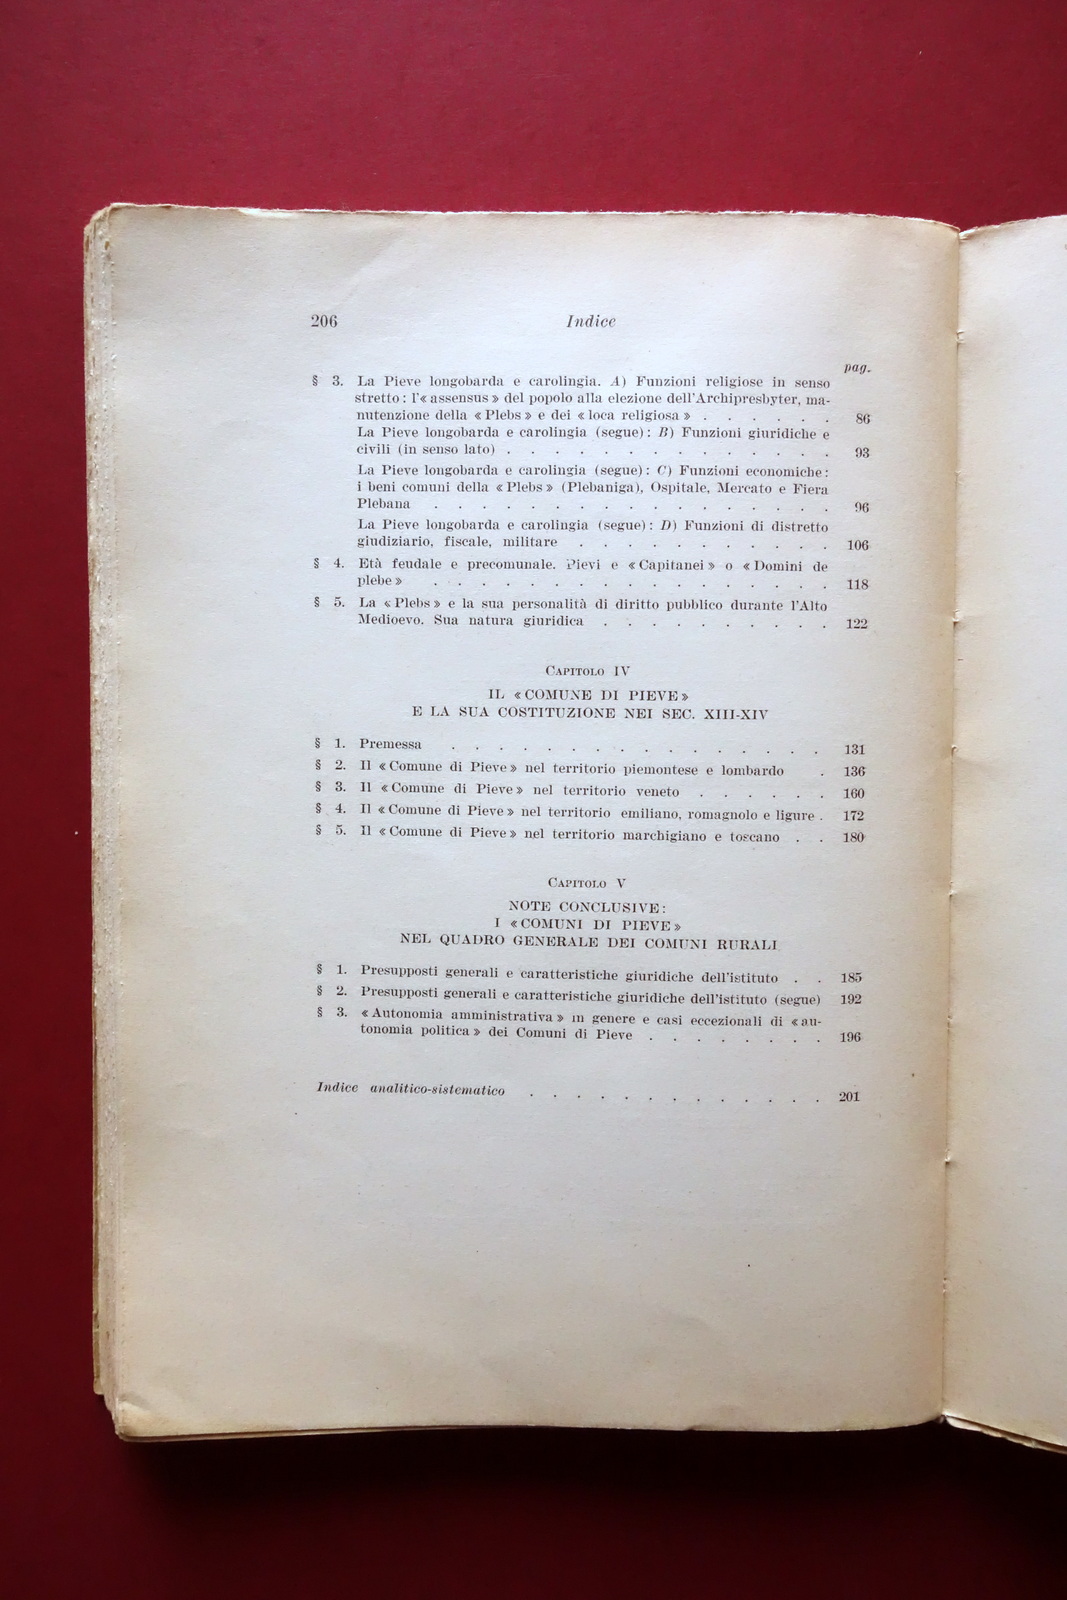 206 Indice
pag.
§ 3. La Pieve longobarda e carolingia. A) Funzioni religiose in senso
stretto : l'« assensus » del popolo alla elezione dell'Archipresbyter, ma-
nutenzione della « Plebs » e dei « loca religiosa » . . . . . . . 86
La Pieve longobarda e carolingia (segue) : B) Funzioni giuridiche e
civili (in senso lato) . . . . . . . . . . . . . . 93
La Pieve longobarda e carolingia (segue) : C) Funzioni economiche :
i beni comuni della « Plebs » (Plebaniga), Ospitale, Mercato e Fiera
Plebana . . . . . . . . . . . . . . . . . 96
La Pieve longobarda e carolingia (segue) : D) Funzioni di distretto
giudiziario, fiscale, militare . . . . . . . . . . . 106
§ 4. Età feudale e precomunale. Pievi e « Capitanei » o « Domini de
plebe » . . . . . . . . . . . . . . . . . 118
§ 5. La « Plebs » e la sua personalità di diritto pubblico durante l'Alto
Medioevo. Sua natura giuridica . . . . . . . . . . 122
Capitolo IV
IL « COMUNE DI PIEVE »
E LA SUA COSTITUZIONE NEI SEC. XIII-XIV
§ 1. Premessa . . . . . . . . . . . . . . . . 131
§ 2. Il « Comune di Pieve » nel territorio piemontese e lombardo . 136
§ 3. Il « Comune di Pieve » nel territorio veneto . . . . . . 160
§ 4. Il « Comune di Pieve » nel territorio emiliano, romagnolo e ligure . 172
§ 5. Il « Comune di Pieve » nel territorio marchigiano e toscano . . 180
Capitolo V
NOTE CONCLUSIVE :
I « COMUNI DI PIEVE »
NEL QUADRO GENERALE DEI COMUNI RURALI
§ 1. Presupposti generali e caratteristiche giuridiche dell'istituto . . 185
§ 2. Presupposti generali e caratteristiche giuridiche dell'istituto (segue) 192
§ 3. « Autonomia amministrativa » in genere e casi eccezionali di « au-
tonomia politica » dei Comuni di Pieve . . . . . . . . 196
Indice analitico-sistematico . . . . . . . . . . . . . 201